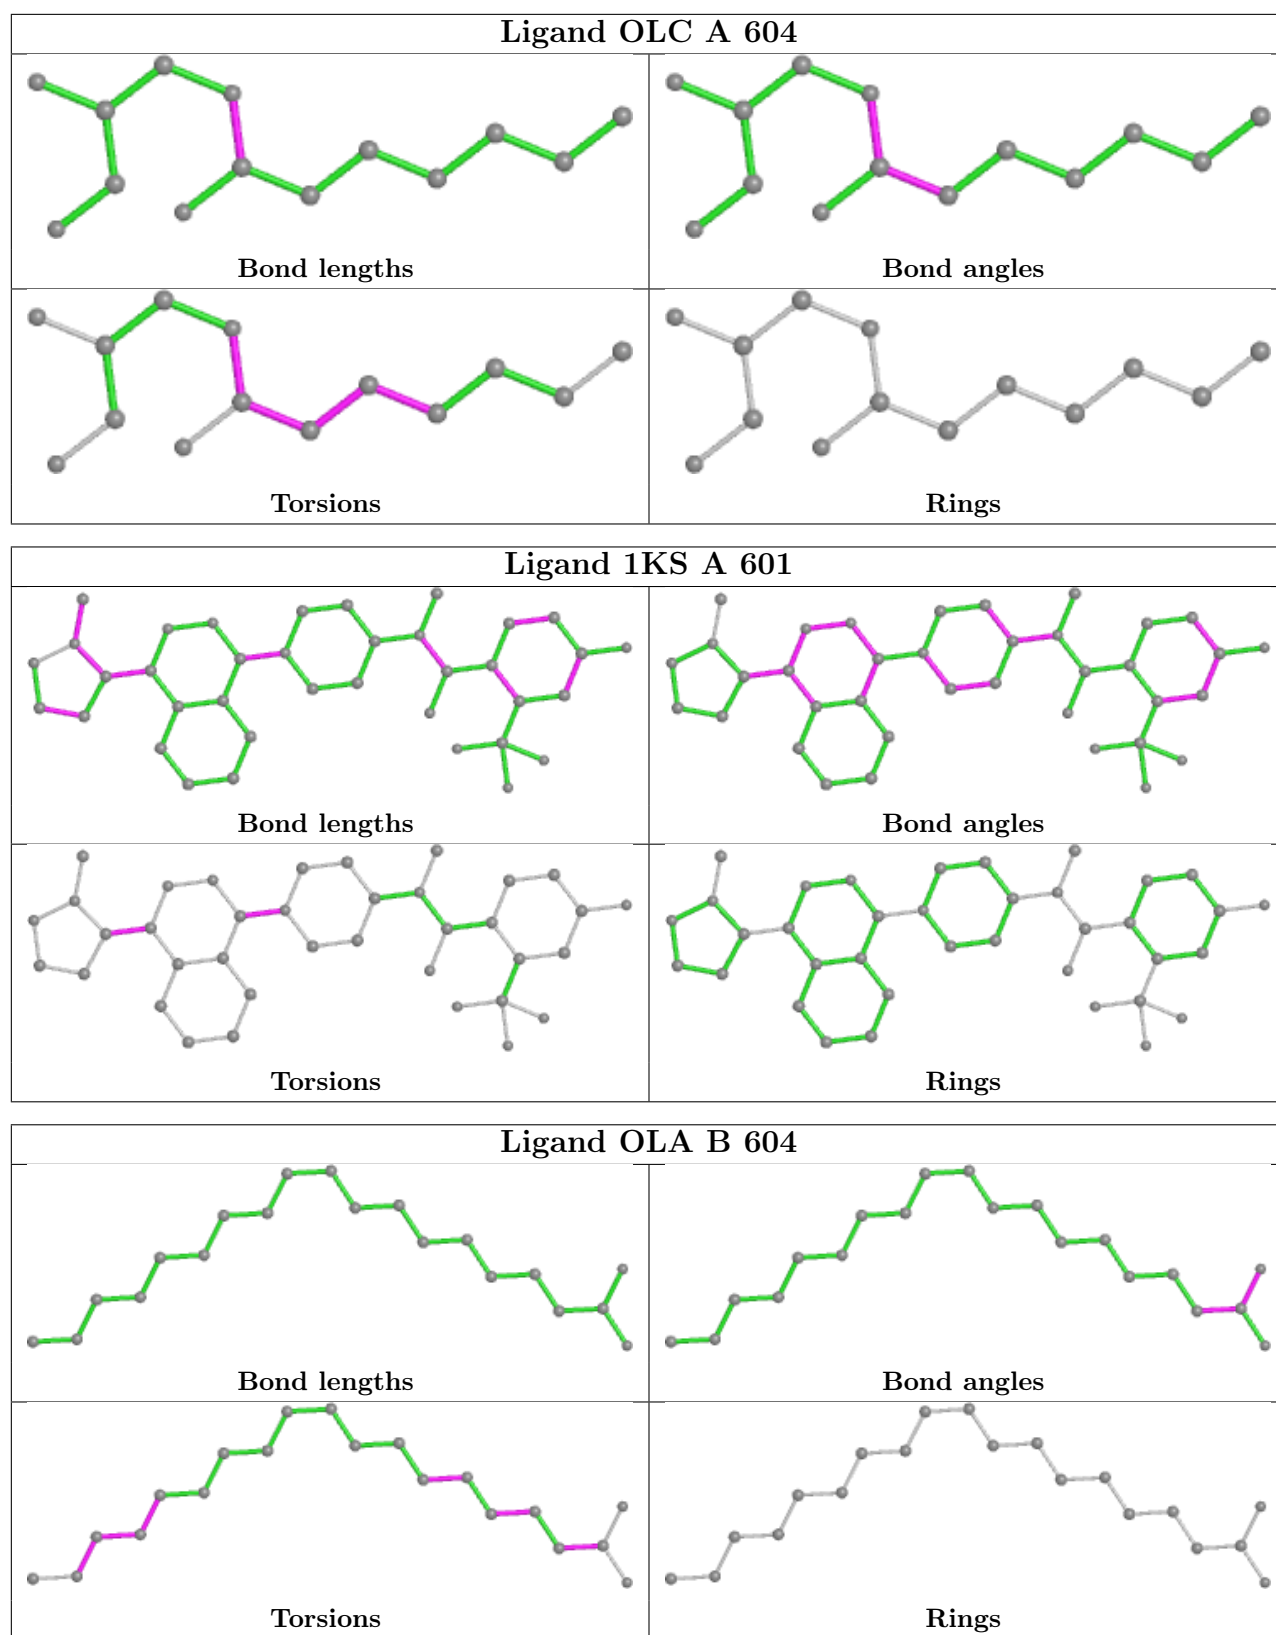 Ligand OLC A 604
Bond lengths
Bond angles
Torsions
Rings
Ligand 1KS A 601
Bond lengths
Bond angles
Torsions
Rings
Ligand OLA B 604
Bond lengths
Bond angles
Torsions
Rings